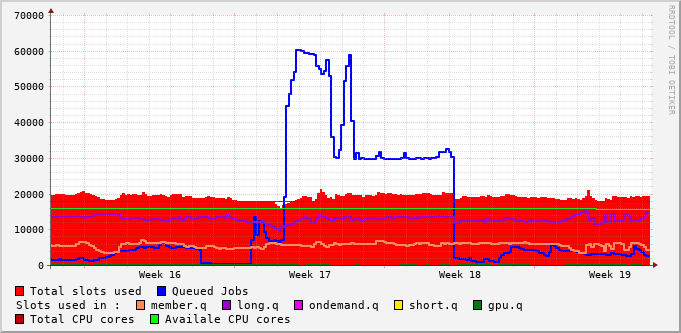 RRDTOOL / TOBI OETIKER
70000
60000
50000
40000
30000
20000
10000
0
Week 16 Week 17 Week 18 Week 19
Total slots used Queued Jobs
Slots used in : member.q long.q ondemand.q short.q gpu.q
Total CPU cores Availale CPU cores